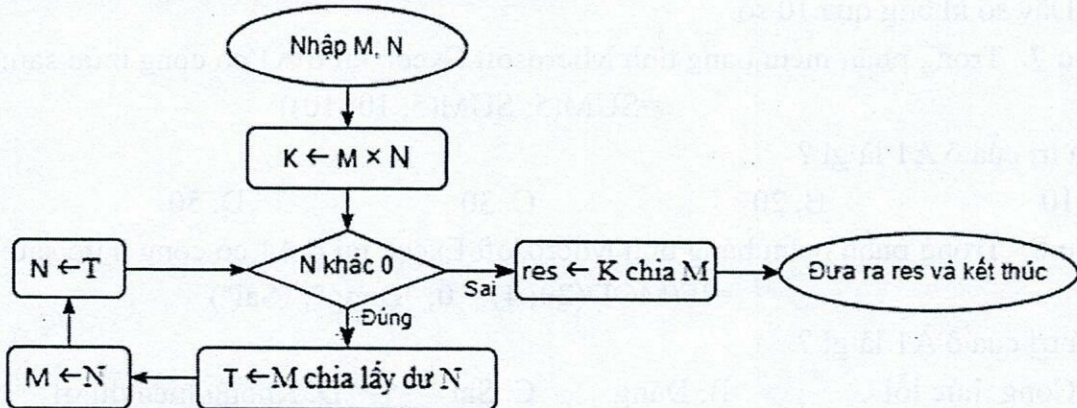 Nhập M, N
K ← M × N
N ← T
N khác 0
Sai
res ← K chia M
Đưa ra res và kết thúc
Đúng
M ← N
T ← M chia lấy dư N